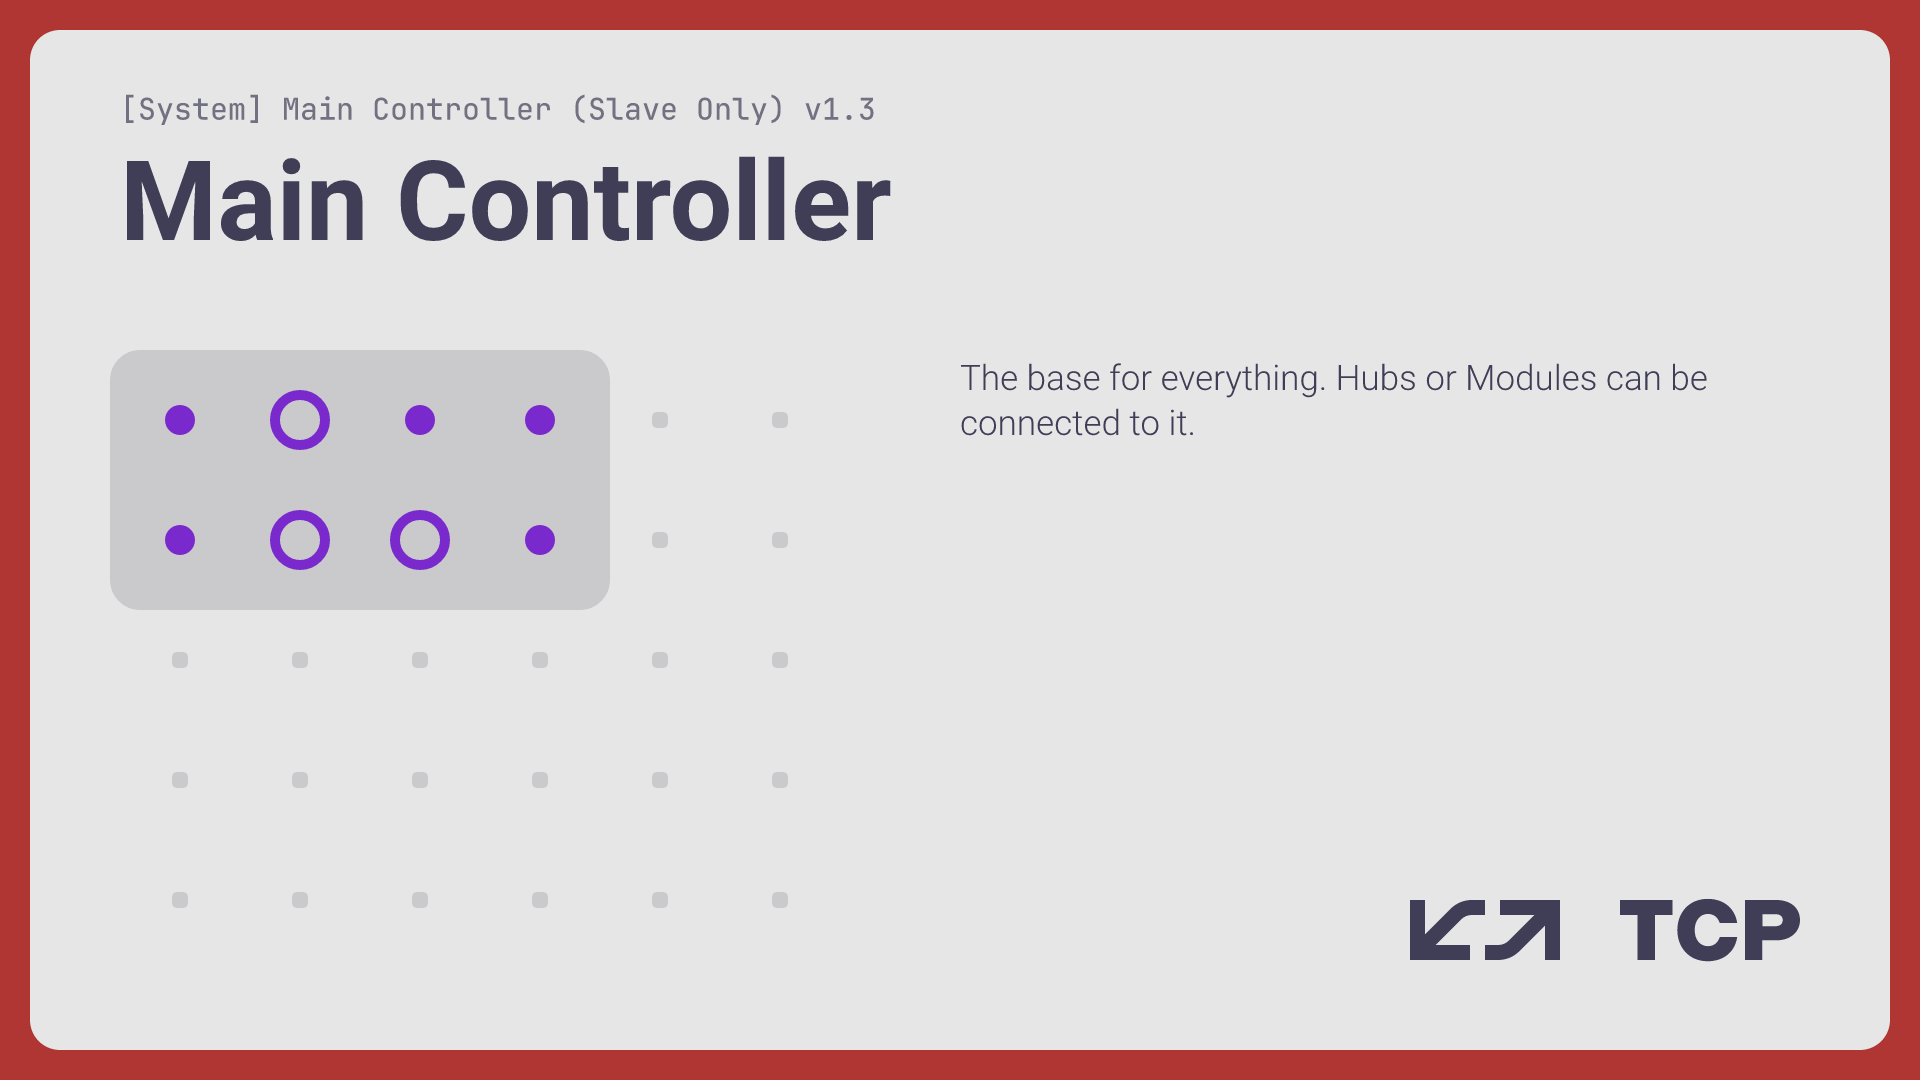 [System] Main Controller (Slave Only) v1.3
Main Controller
The base for everything. Hubs or Modules can be
connected to it.
TCP